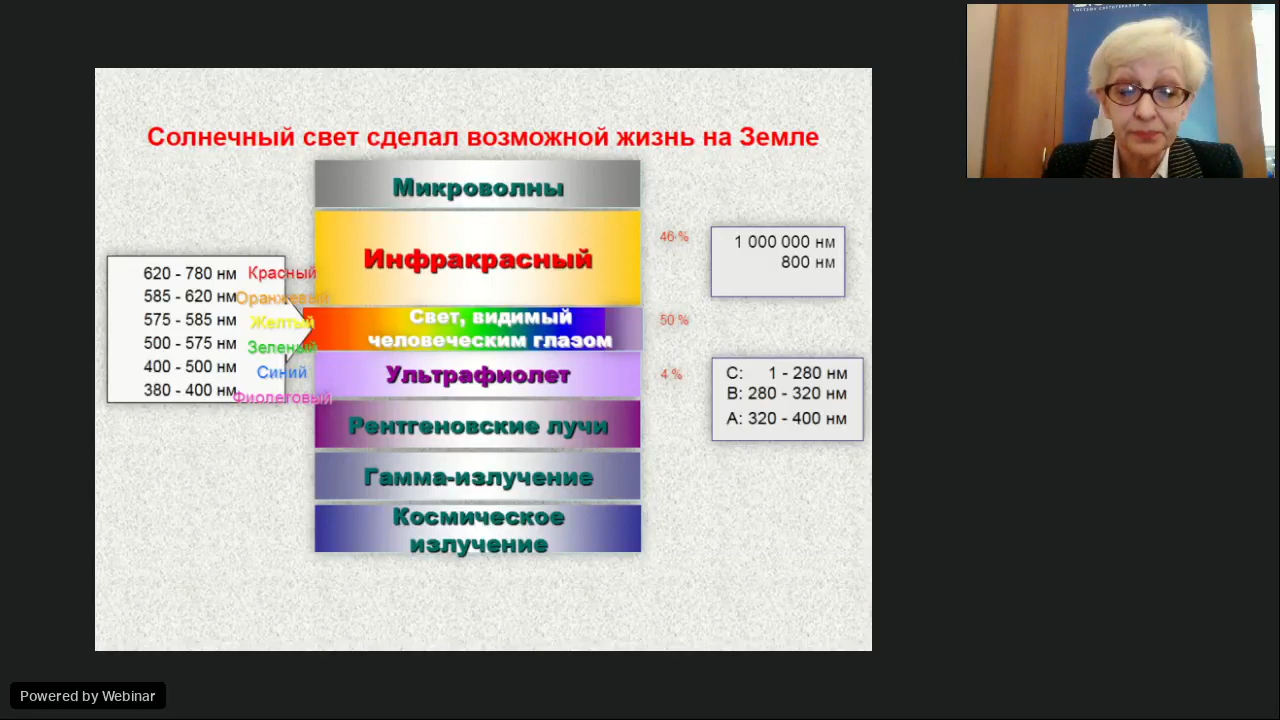 Солнечный свет сделал возможной жизнь на Земле
Микроволны
Инфракрасный
46 %
1 000 000 нм
800 нм
620 - 780 нм Красный
585 - 620 нм Оранжевый
575 - 585 нм Желтый
500 - 575 нм Зеленый
400 - 500 нм Синий
380 - 400 нм Фиолетовый
Свет, видимый
человеческим глазом
50 %
Ультрафиолет
4 %
C: 1 - 280 нм
B: 280 - 320 нм
A: 320 - 400 нм
Рентгеновские лучи
Гамма-излучение
Космическое
излучение
Powered by Webinar